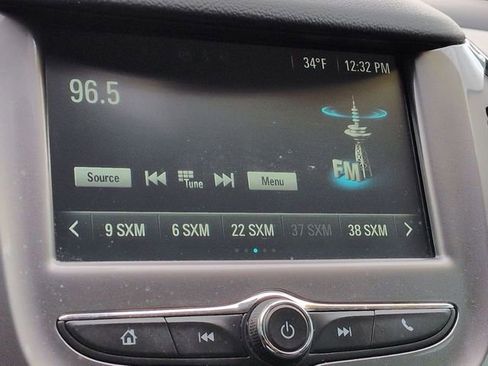 34°F 12:32 PM
96.5
FM
Source Tune Menu
9 SXM 6 SXM 22 SXM 37 SXM 38 SXM